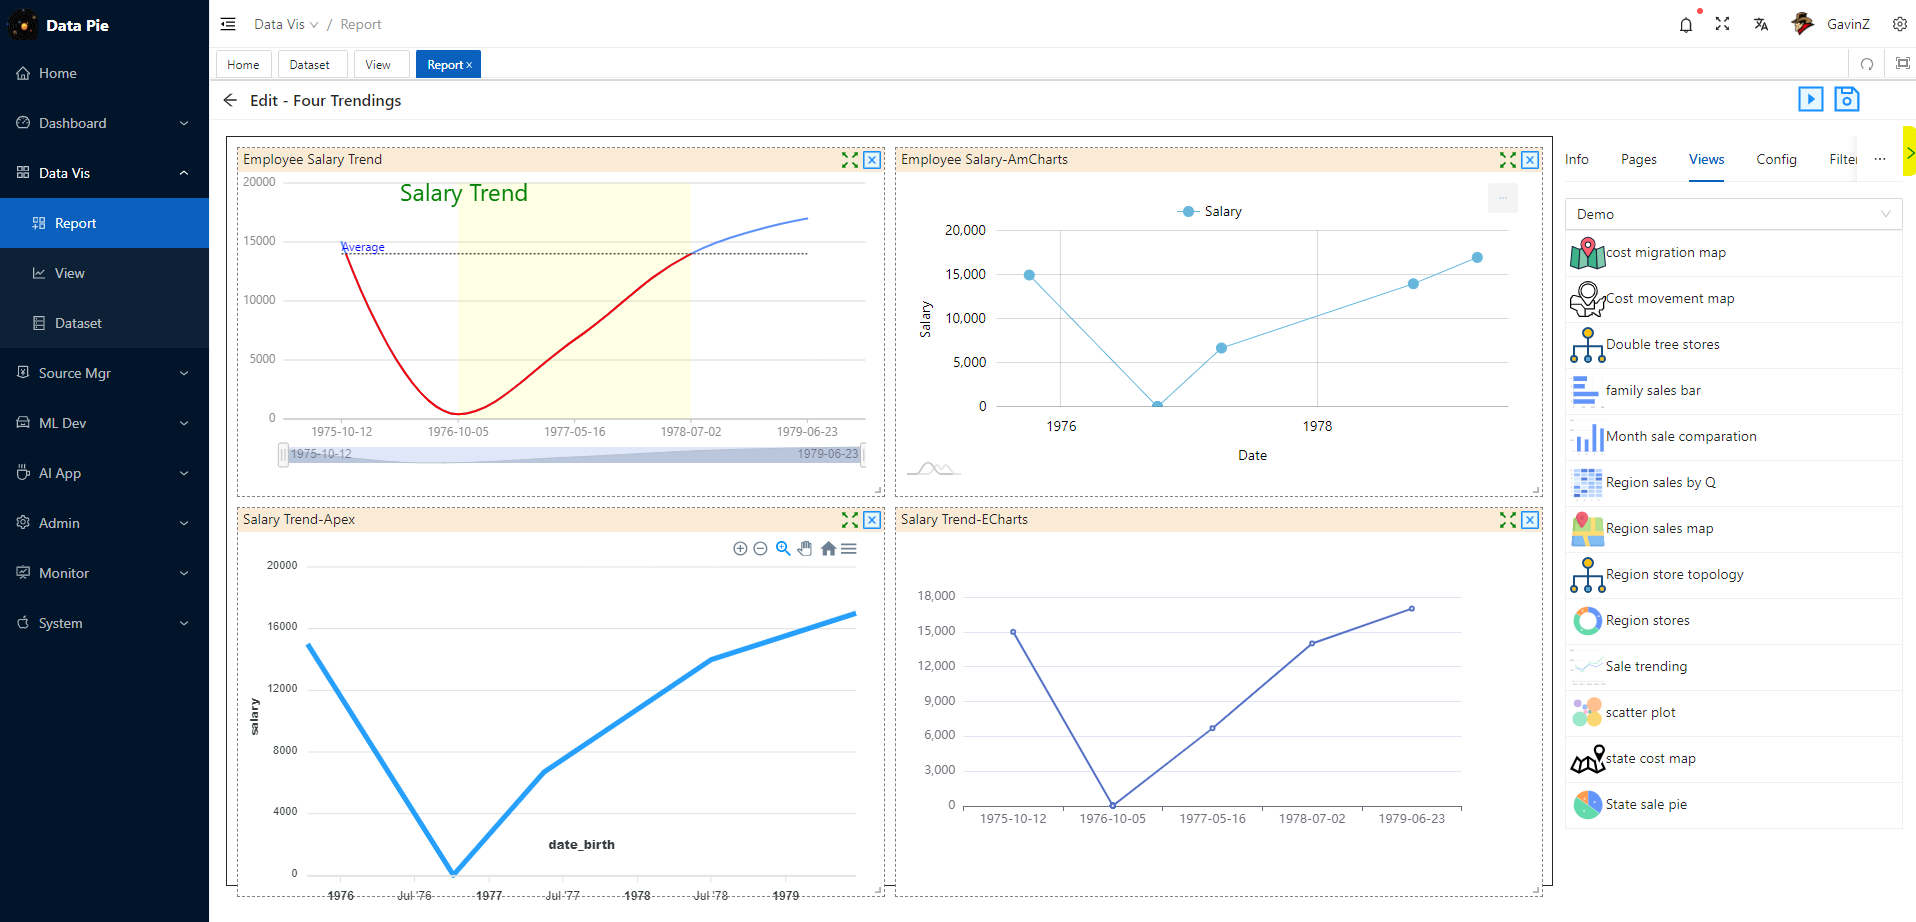 Data Pie
Home
Dashboard
Data Vis
Report
View
Dataset
Source Mgr
ML Dev
AI App
Admin
Monitor
System
Data Vis / Report
GavinZ
Home
Dataset
View
Report ×
Edit - Four Trendings
Employee Salary Trend
Salary Trend
20000
15000
10000
5000
0
Average
1975-10-12
1976-10-05
1977-05-16
1978-07-02
1979-06-23
1975-10-12
1979-06-23
Employee Salary-AmCharts
...
Salary
20,000
15,000
10,000
5,000
0
Salary
1976
1978
Date
Salary Trend-Apex
20000
16000
12000
8000
4000
0
salary
date_birth
1976
Jul '76
1977
Jul '77
1978
Jul '78
1979
Salary Trend-ECharts
18,000
15,000
12,000
9,000
6,000
3,000
0
1975-10-12
1976-10-05
1977-05-16
1978-07-02
1979-06-23
Info
Pages
Views
Config
Filter
...
Demo
cost migration map
Cost movement map
Double tree stores
family sales bar
Month sale comparation
Region sales by Q
Region sales map
Region store topology
Region stores
Sale trending
scatter plot
state cost map
State sale pie